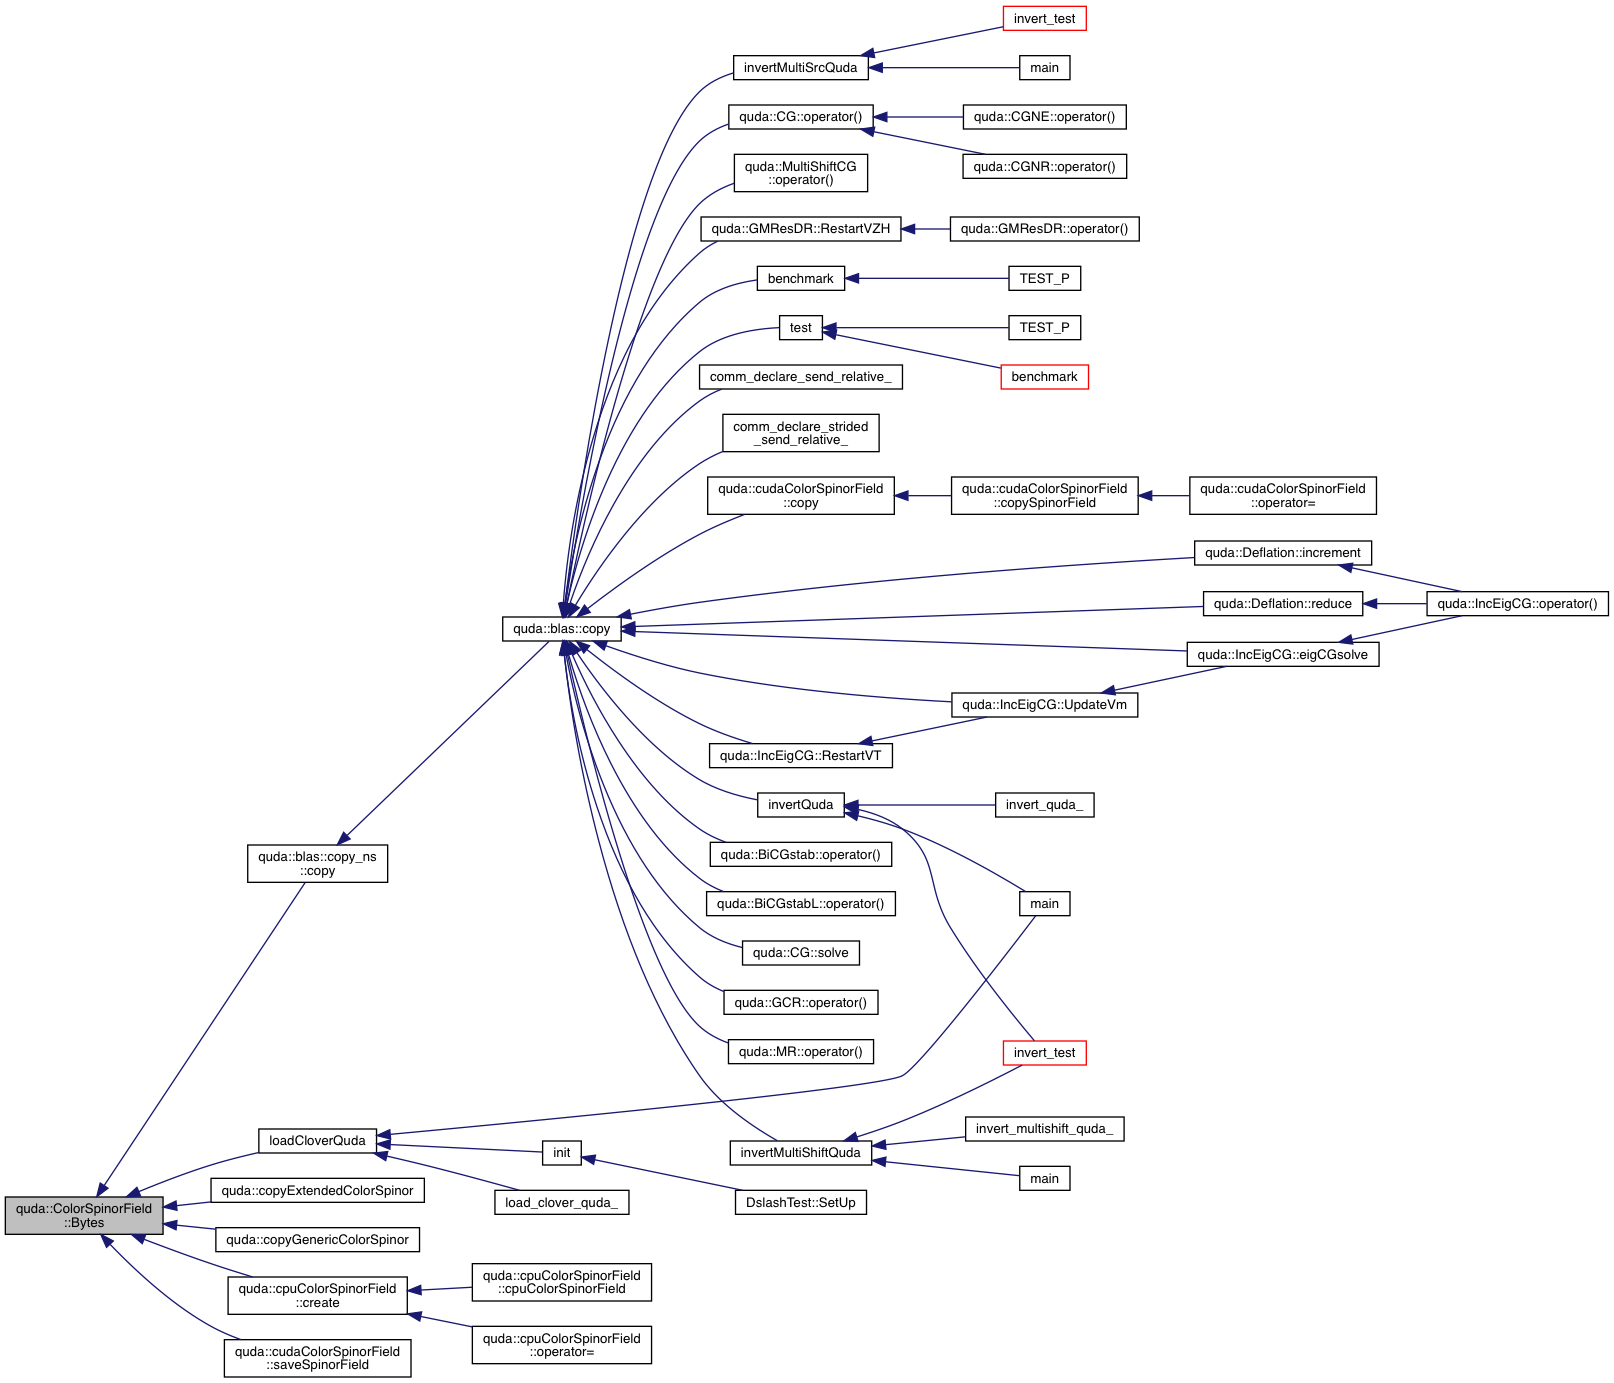 invert_test
invertMultiSrcQuda
main
quda::CG::operator()
quda::CGNE::operator()
quda::CGNR::operator()
quda::MultiShiftCG
::operator()
quda::GMResDR::RestartVZH
quda::GMResDR::operator()
benchmark
TEST_P
test
TEST_P
benchmark
comm_declare_send_relative_
comm_declare_strided
_send_relative_
quda::cudaColorSpinorField
::copy
quda::cudaColorSpinorField
::copySpinorField
quda::cudaColorSpinorField
::operator=
quda::Deflation::increment
quda::Deflation::reduce
quda::IncEigCG::operator()
quda::blas::copy
quda::IncEigCG::eigCGsolve
quda::IncEigCG::UpdateVm
quda::IncEigCG::RestartVT
invertQuda
invert_quda_
quda::blas::copy_ns
::copy
quda::BiCGstab::operator()
quda::BiCGstabL::operator()
main
quda::CG::solve
quda::GCR::operator()
quda::MR::operator()
invert_test
loadCloverQuda
init
invertMultiShiftQuda
invert_multishift_quda_
main
quda::copyExtendedColorSpinor
load_clover_quda_
DslashTest::SetUp
quda::ColorSpinorField
::Bytes
quda::copyGenericColorSpinor
quda::cpuColorSpinorField
::create
quda::cpuColorSpinorField
::cpuColorSpinorField
quda::cpuColorSpinorField
::operator=
quda::cudaColorSpinorField
::saveSpinorField